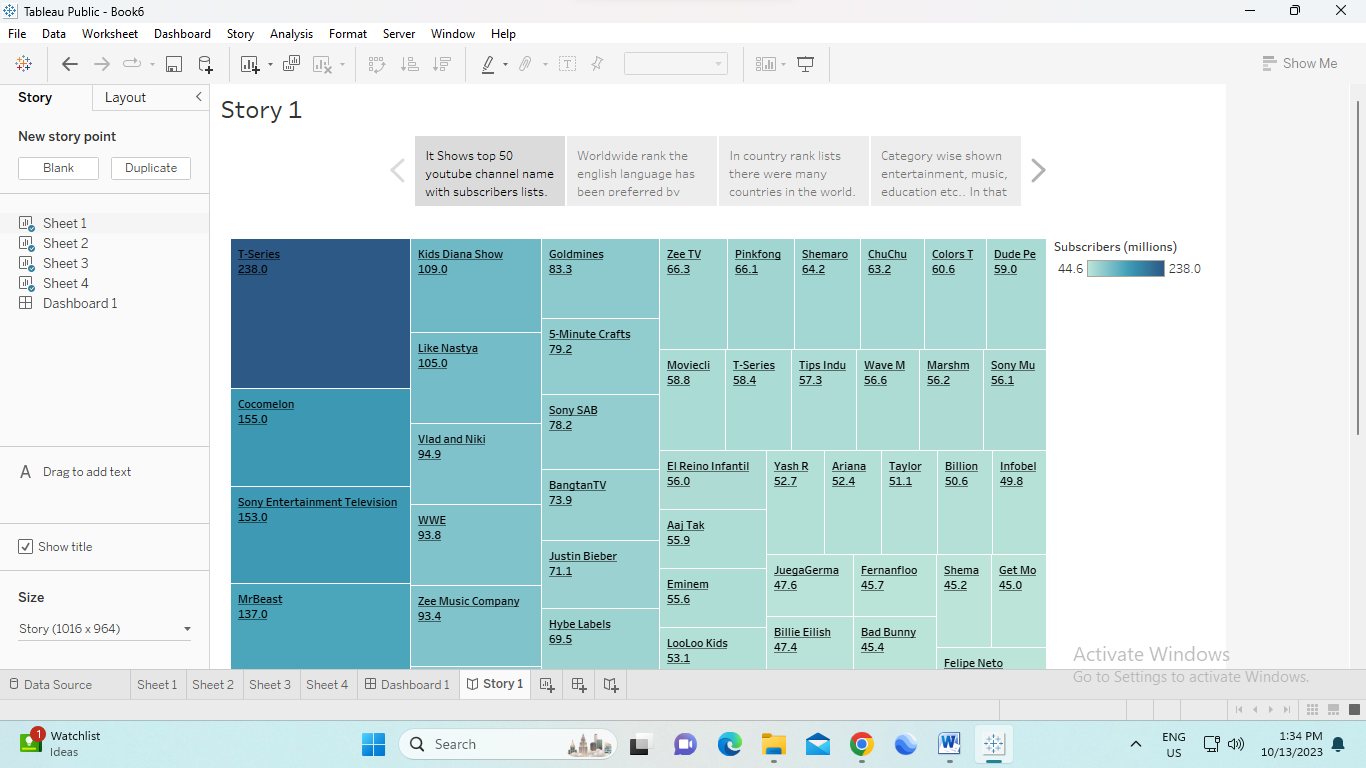 Tableau Public - Book6
File Data Worksheet Dashboard Story Analysis Format Server Window Help
Show Me
Story Layout
New story point
Blank Duplicate
Sheet 1
Sheet 2
Sheet 3
Sheet 4
Dashboard 1
A Drag to add text
Show title
Size
Story (1016 x 964)
Story 1
It Shows top 50
youtube channel name
with subscribers lists.
Worldwide rank the
english language has
been preferred by
In country rank lists
there were many
countries in the world.
Category wise shown
entertainment, music,
education etc.. In that
T-Series
238.0
Cocomelon
155.0
Sony Entertainment Television
153.0
MrBeast
137.0
Kids Diana Show
109.0
Like Nastya
105.0
Vlad and Niki
94.9
WWE
93.8
Zee Music Company
93.4
Goldmines
83.3
5-Minute Crafts
79.2
Sony SAB
78.2
BangtanTV
73.9
Justin Bieber
71.1
Hybe Labels
69.5
Zee TV
66.3
Pinkfong
66.1
Shemaro
64.2
ChuChu
63.2
Colors T
60.6
Dude Pe
59.0
Moviecli
58.8
T-Series
58.4
Tips Indu
57.3
Wave M
56.6
Marshm
56.2
Sony Mu
56.1
El Reino Infantil
56.0
Aaj Tak
55.9
Eminem
55.6
LooLoo Kids
53.1
Yash R
52.7
Ariana
52.4
Taylor
51.1
Billion
50.6
Infobel
49.8
JuegaGerma
47.6
Fernanfloo
45.7
Shema
45.2
Get Mo
45.0
Billie Eilish
47.4
Bad Bunny
45.4
Felipe Neto
Subscribers (millions)
44.6 238.0
Activate Windows
Go to Settings to activate Windows.
Data Source Sheet 1 Sheet 2 Sheet 3 Sheet 4 Dashboard 1 Story 1
1
Watchlist
Ideas
Search
ENG
US
1:34 PM
10/13/2023